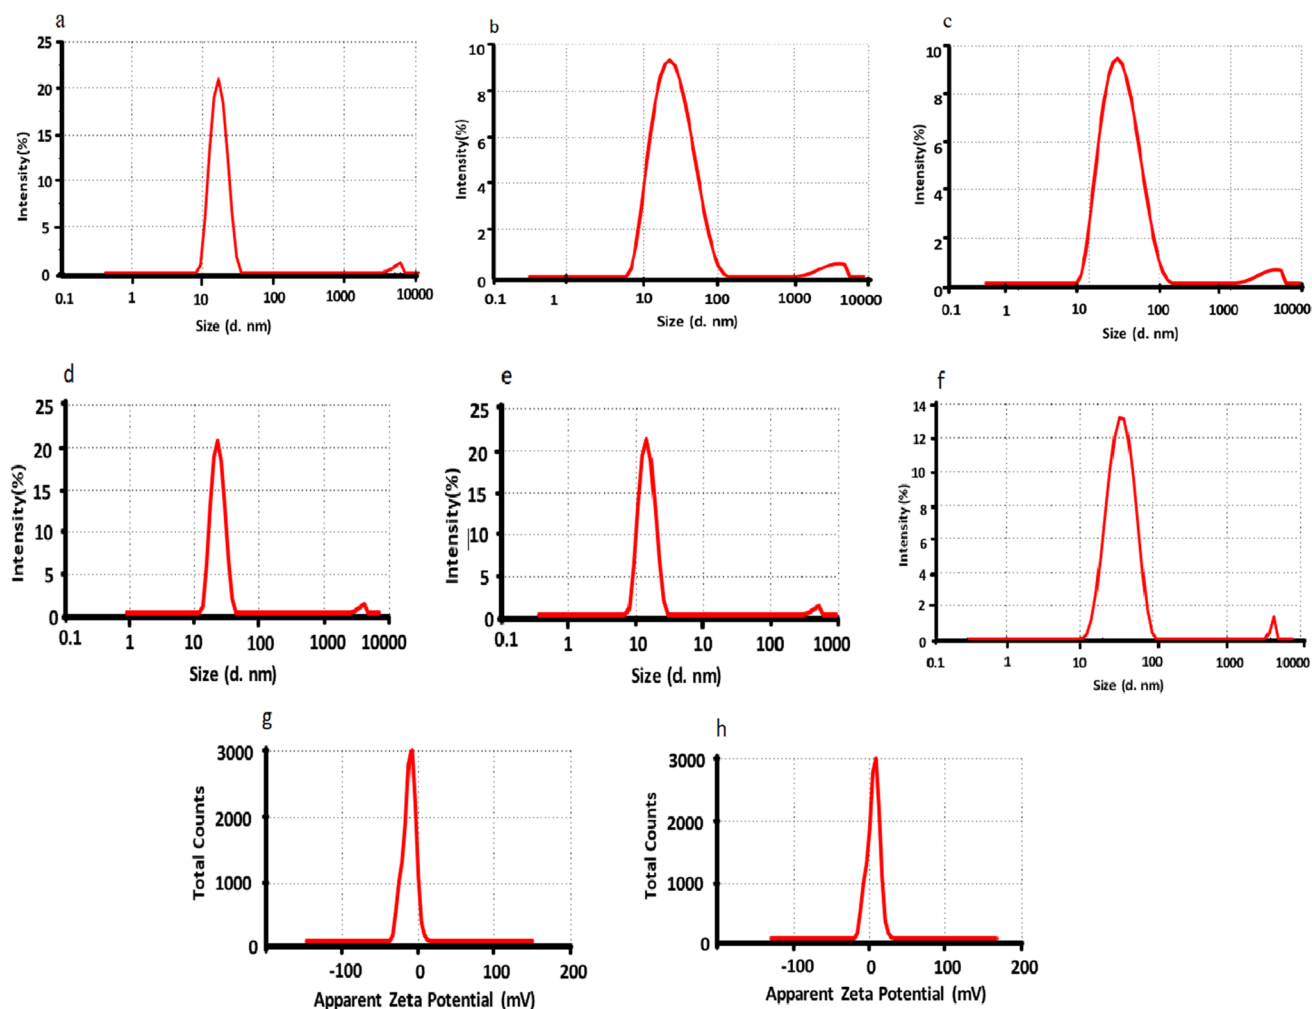 a
25
20
15
10
5
0
Intensity(%)
0.1 1 10 100 1000 10000
Size (d. nm)
b
10
8
6
4
2
0
Intensity(%)
0.1 1 10 100 1000 10000
Size (d. nm)
c
10
8
6
4
2
0
Intensity(%)
0.1 1 10 100 1000 10000
Size (d. nm)
d
25
20
15
10
5
0
Intensity(%)
0.1 1 10 100 1000 10000
Size (d. nm)
e
25
20
15
10
5
0
Intensity(%)
0.1 1 10 10 100 1000
Size (d. nm)
f
14
12
10
8
6
4
2
0
Intensity (%)
0.1 1 10 100 1000 10000
Size (d. nm)
g
3000
2000
1000
0
Total Counts
-100 0 100 200
Apparent Zeta Potential (mV)
h
3000
2000
1000
0
Total Counts
-100 0 100 200
Apparent Zeta Potential (mV)